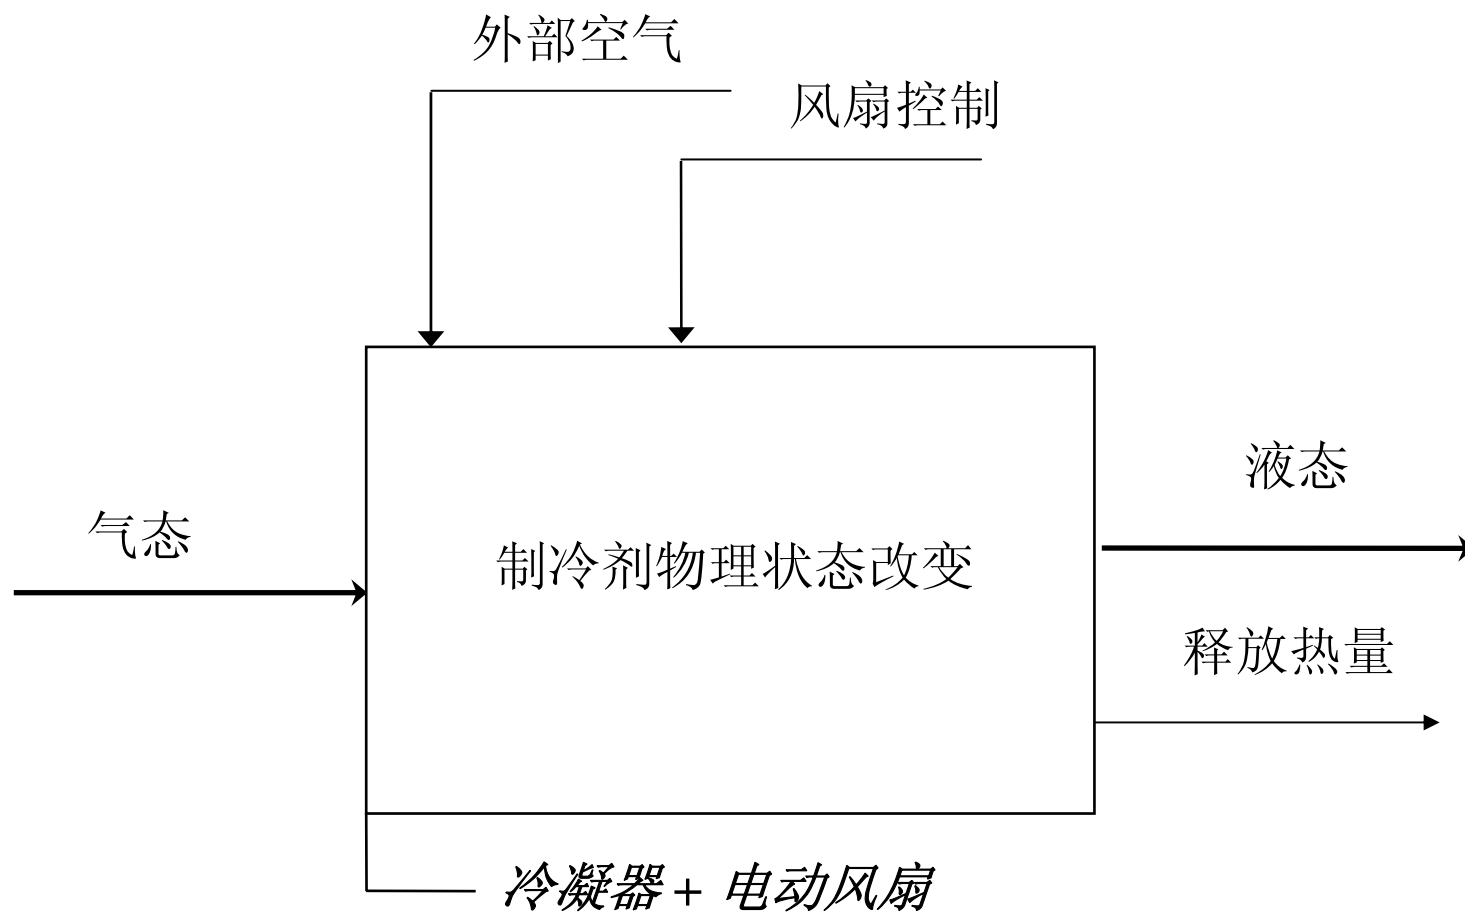 外部空气
风扇控制
液态
气态
制冷剂物理状态改变
释放热量
冷凝器 + 电动风扇